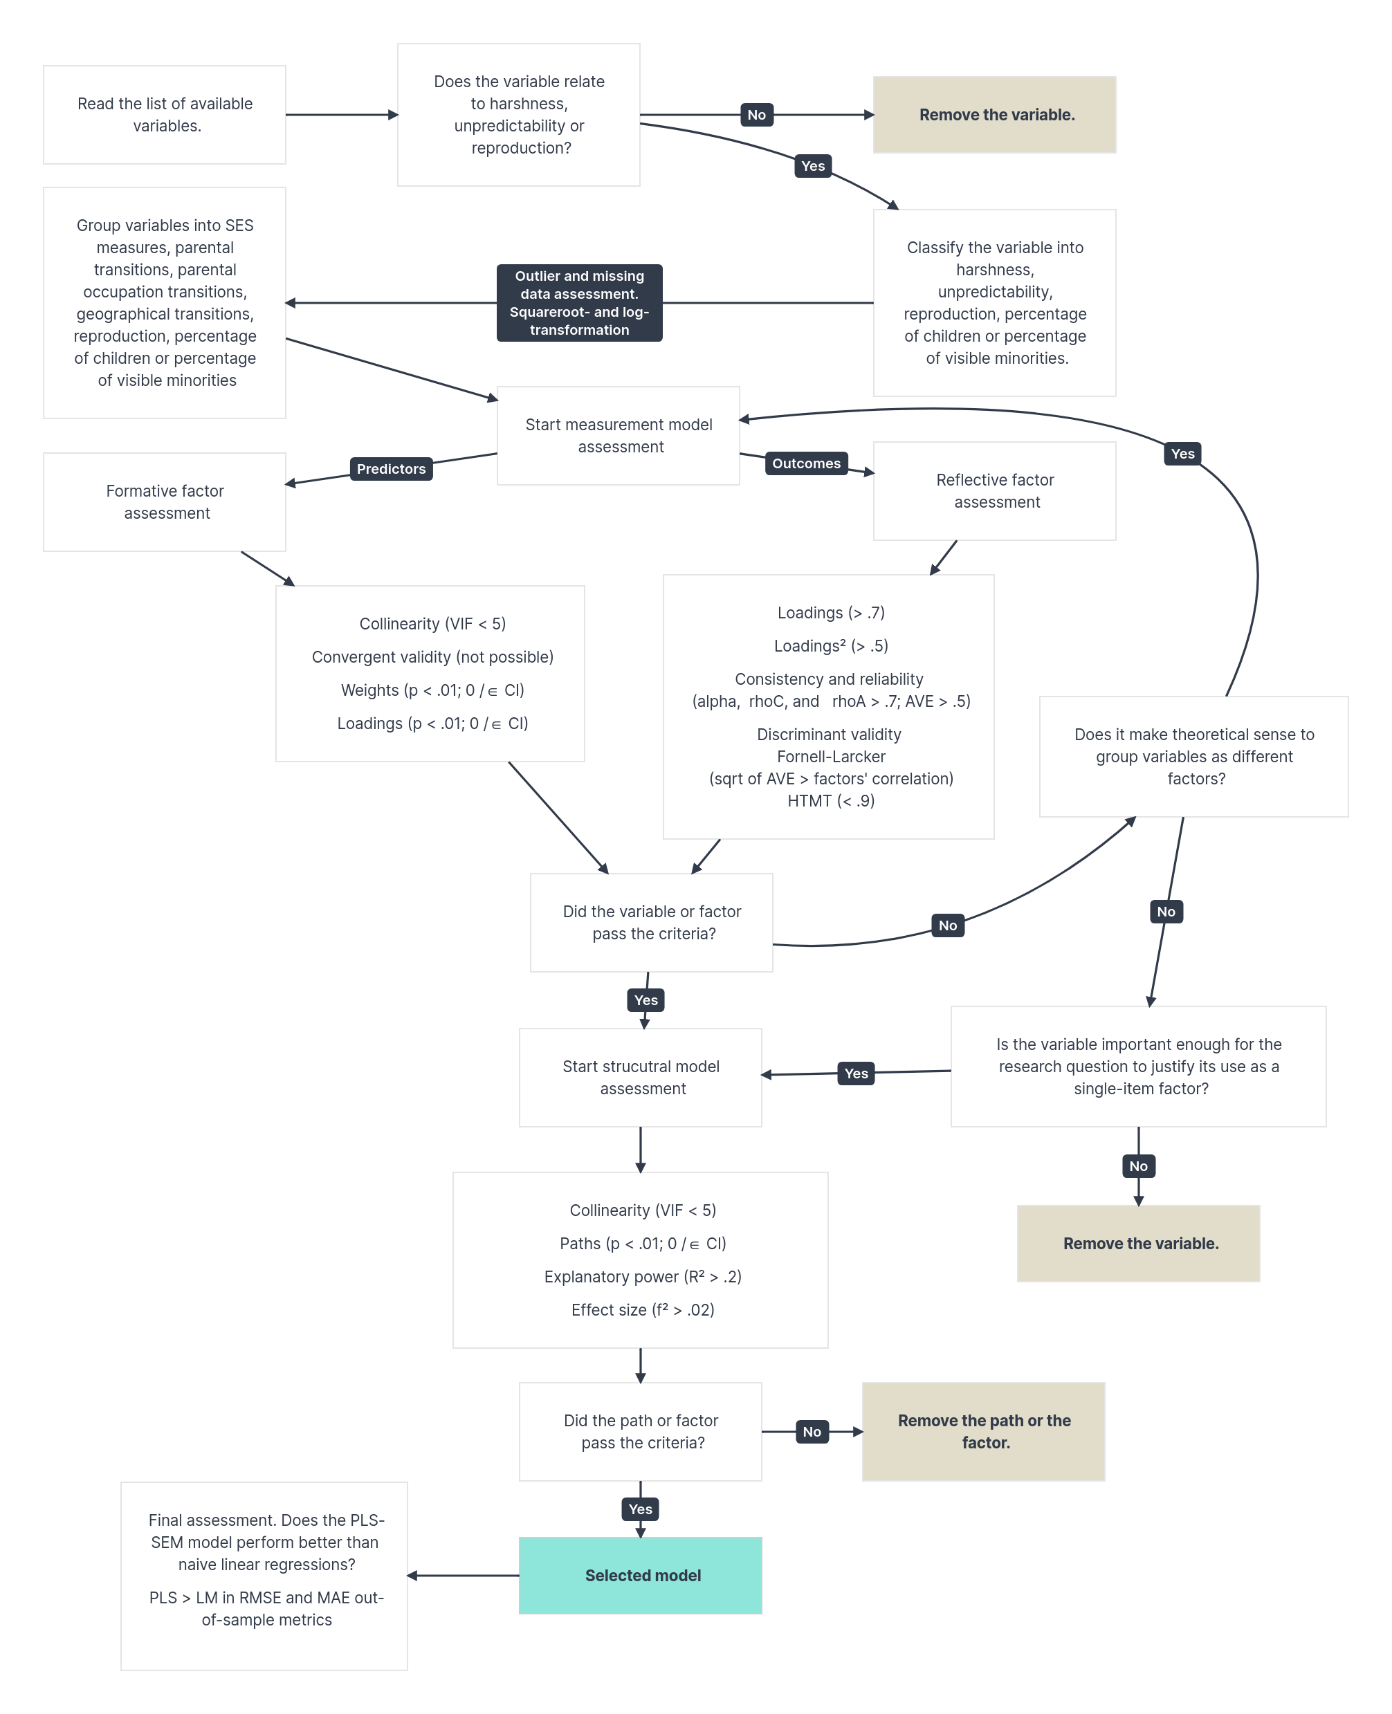 Read the list of available
variables.
Does the variable relate
to harshness,
unpredictability or
reproduction?
No
Remove the variable.
Yes
Classify the variable into
harshness,
unpredictability,
reproduction, percentage
of children or percentage
of visible minorities.
Outlier and missing
data assessment.
Squareroot- and log-
transformation
Group variables into SES
measures, parental
transitions, parental
occupation transitions,
geographical transitions,
reproduction, percentage
of children or percentage
of visible minorities
Start measurement model
assessment
Predictors
Outcomes
Yes
Formative factor
assessment
Reflective factor
assessment
Collinearity (VIF < 5)
Convergent validity (not possible)
Weights (p < .01; 0 /∈ CI)
Loadings (p < .01; 0 /∈ CI)
Loadings (> .7)
Loadings² (> .5)
Consistency and reliability
(alpha,  rhoC, and   rhoA > .7; AVE > .5)
Discriminant validity
Fornell-Larcker
(sqrt of AVE > factors' correlation)
HTMT (< .9)
Does it make theoretical sense to
group variables as different
factors?
Did the variable or factor
pass the criteria?
No
No
Yes
Start strucutral model
assessment
Yes
Is the variable important enough for the
research question to justify its use as a
single-item factor?
No
Remove the variable.
Collinearity (VIF < 5)
Paths (p < .01; 0 /∈ CI)
Explanatory power (R² > .2)
Effect size (f² > .02)
Did the path or factor
pass the criteria?
No
Remove the path or the
factor.
Yes
Selected model
Final assessment. Does the PLS-
SEM model perform better than
naive linear regressions?
PLS > LM in RMSE and MAE out-
of-sample metrics